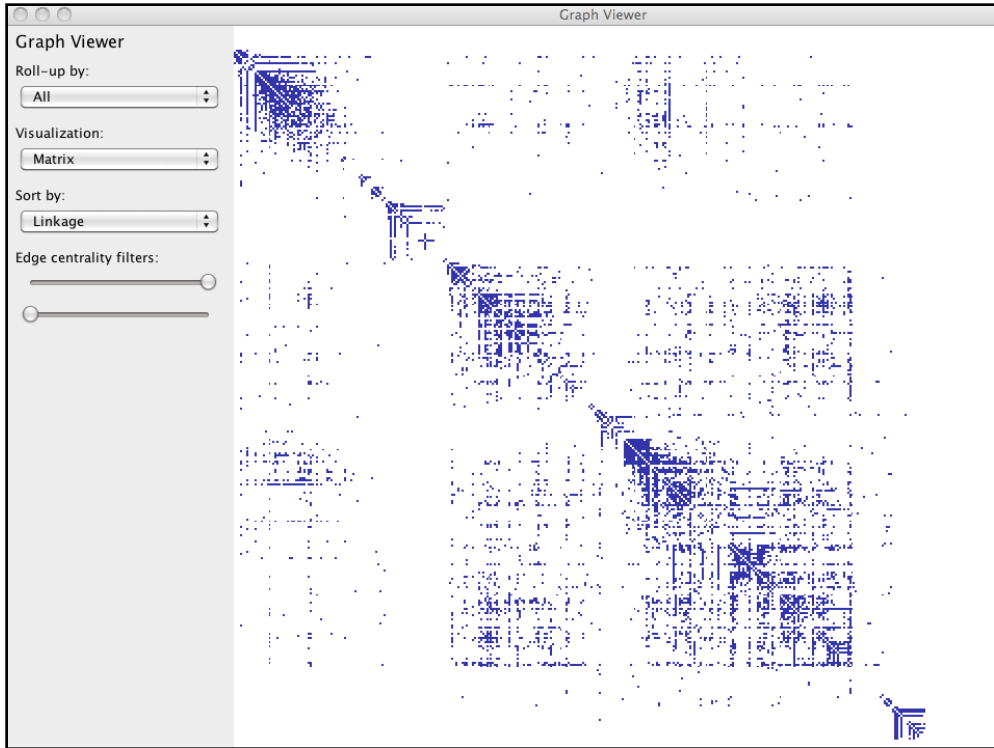 Graph Viewer
Graph Viewer
Roll-up by:
All
Visualization:
Matrix
Sort by:
Linkage
Edge centrality filters: